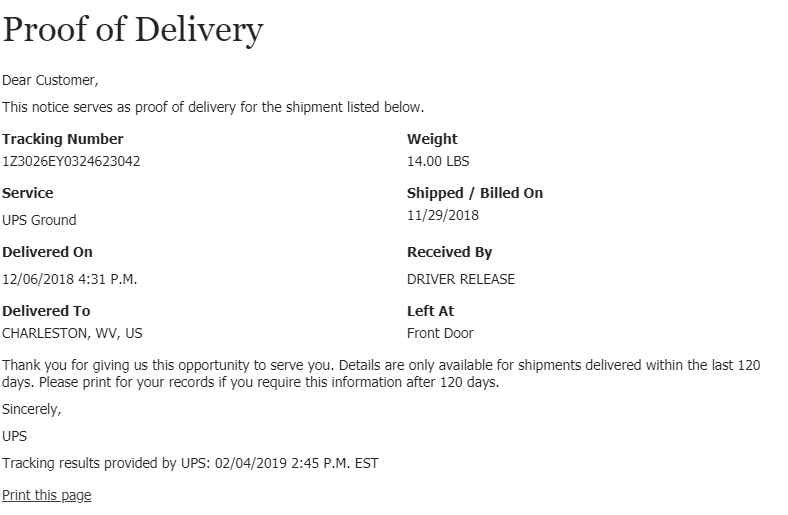 Proof of Delivery
Dear Customer,
This notice serves as proof of delivery for the shipment listed below.
Tracking Number
1Z3026EY0324623042
Weight
14.00 LBS
Service
UPS Ground
Shipped / Billed On
11/29/2018
Delivered On
12/06/2018 4:31 P.M.
Received By
DRIVER RELEASE
Delivered To
CHARLESTON, WV, US
Left At
Front Door
Thank you for giving us this opportunity to serve you. Details are only available for shipments delivered within the last 120
days. Please print for your records if you require this information after 120 days.
Sincerely,
UPS
Tracking results provided by UPS: 02/04/2019 2:45 P.M. EST
Print this page